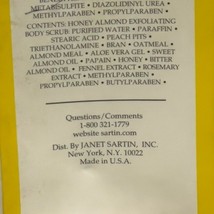 METABISULFITE • DIAZOLIDINYL UREA •
METHYLPARABEN • PROPYLPARABEN
CONTENTS: HONEY ALMOND EXFOLIATING
BODY SCRUB: PURIFIED WATER • PARAFFIN
• STEARIC ACID • PEACH PITS •
TRIETHANOLAMINE • BRAN • OATMEAL •
ALMOND MEAL • ALOE VERA GEL • SWEET
ALMOND OIL • PAPAIN • HONEY • BITTER
ALMOND OIL • FENNEL EXTRACT • ROSEMARY
EXTRACT • METHYLPARABEN •
PROPYLPARABEN • BUTYLPARABEN •
Questions/Comments
1-800 321-1779
website sartin.com
Dist. By JANET SARTIN, INC.
New York, N.Y. 10022
Made in U.S.A.